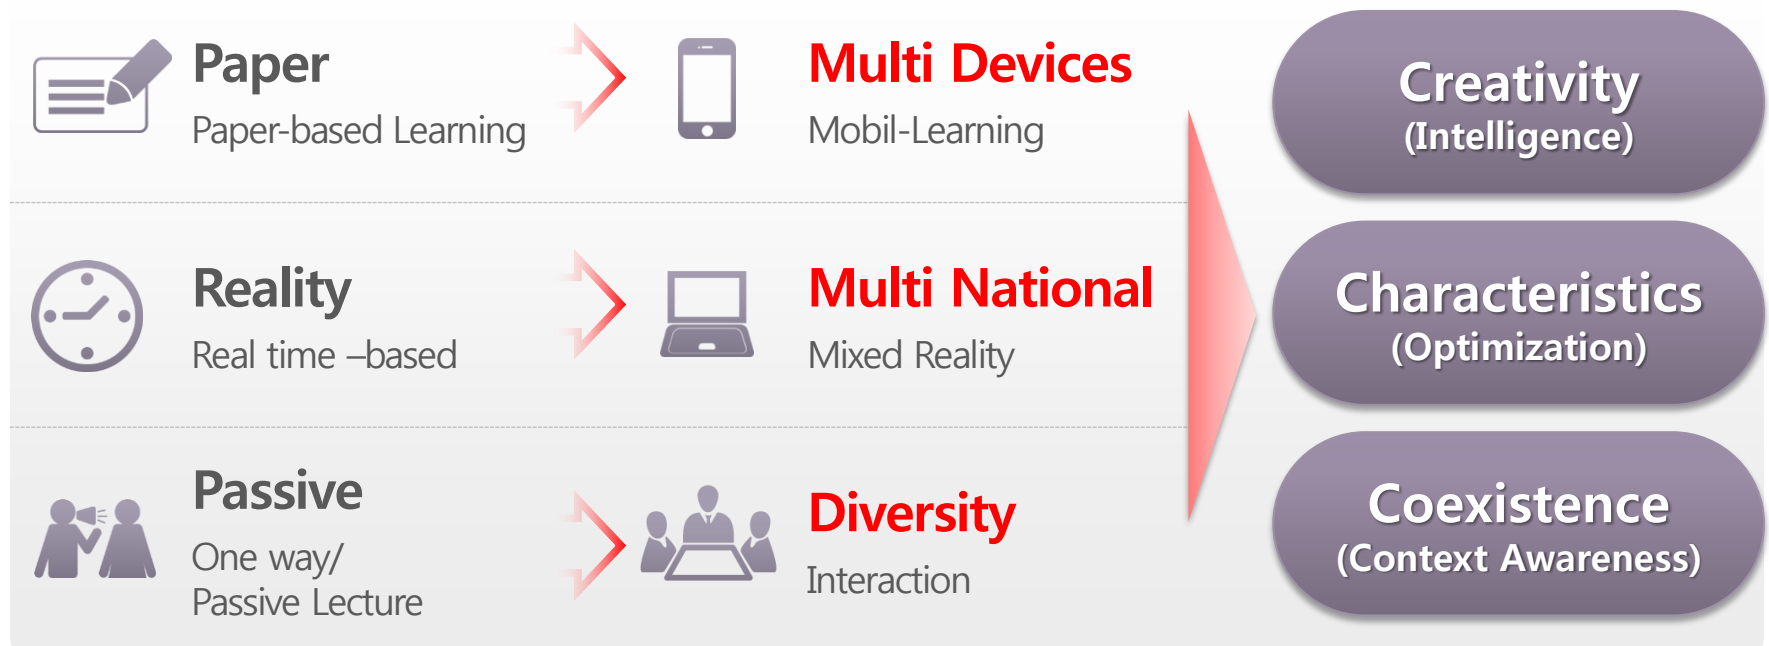 Paper
Paper-based Learning
Multi Devices
Mobil-Learning
Reality
Real time –based
Multi National
Mixed Reality
Passive
One way/
Passive Lecture
Diversity
Interaction
Creativity
(Intelligence)
Characteristics
(Optimization)
Coexistence
(Context Awareness)